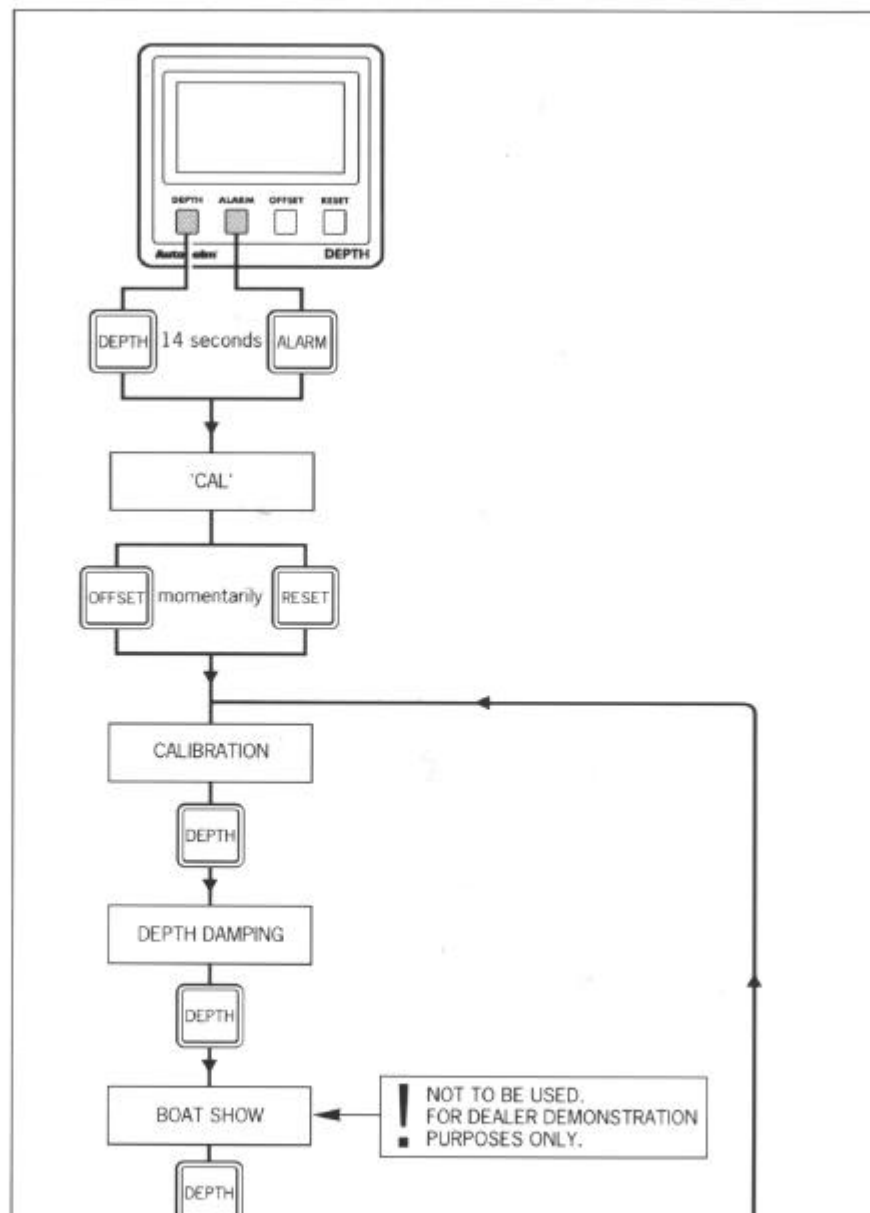 DEPTH ALARM OFFSET RESET
DEPTH
DEPTH 14 seconds ALARM
'CAL'
OFFSET momentarily RESET
CALIBRATION
DEPTH
DEPTH DAMPING
DEPTH
BOAT SHOW
! NOT TO BE USED.
FOR DEALER DEMONSTRATION
PURPOSES ONLY.
DEPTH